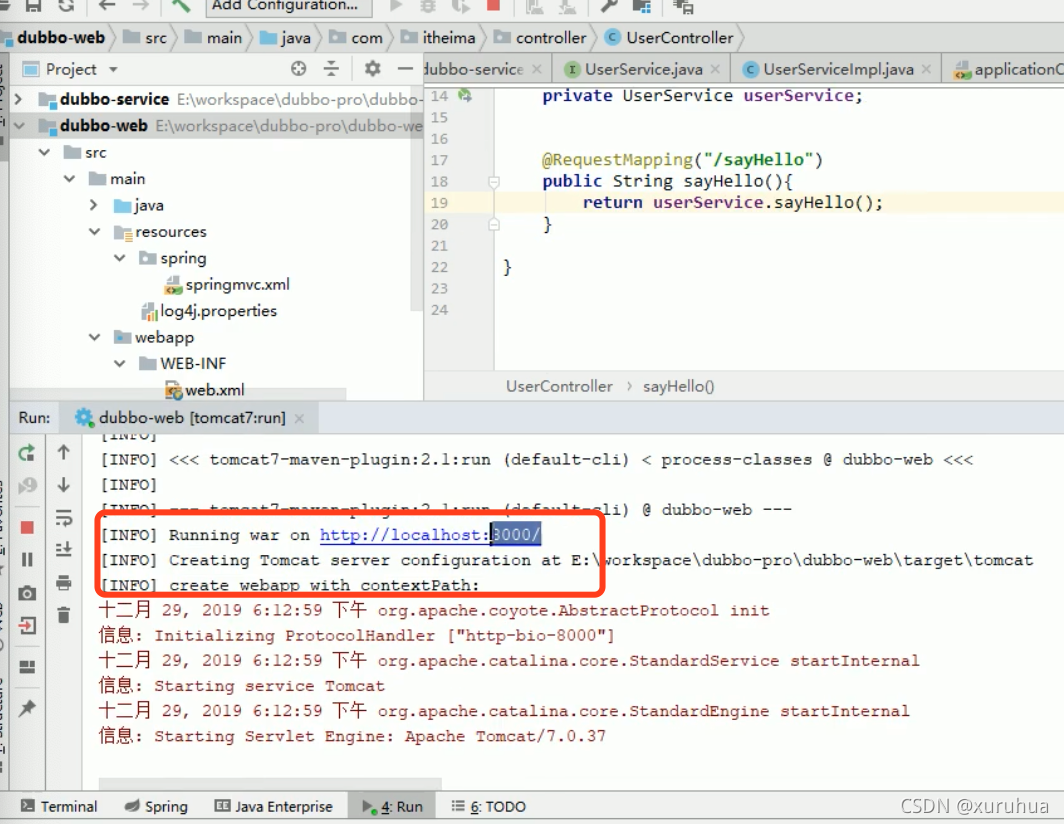 Add Configuration...
dubbo-web src main java com itheima controller UserController
Project
dubbo-service UserService.java UserServiceImpl.java applicationC
dubbo-service E:\workspace\dubbo-pro\dubbo-
dubbo-web E:\workspace\dubbo-pro\dubbo-we
src
main
java
resources
spring
springmvc.xml
log4j.properties
webapp
WEB-INF
web.xml
14 private UserService userService;
15
16
17 @RequestMapping("/sayHello")
18 public String sayHello(){
19 return userService.sayHello();
20 }
21
22 }
23
24
UserController › sayHello()
Run: dubbo-web [tomcat7:run]
[INFO]
[INFO] <<< tomcat7-maven-plugin:2.1:run (default-cli) < process-classes @ dubbo-web <<<
[INFO]
[INFO] --- tomcat7-maven-plugin:2.1:run (default-cli) @ dubbo-web ---
[INFO] Running war on http://localhost:8000/
[INFO] Creating Tomcat server configuration at E:\workspace\dubbo-pro\dubbo-web\target\tomcat
[INFO] create webapp with contextPath:
十二月 29, 2019 6:12:59 下午 org.apache.coyote.AbstractProtocol init
信息: Initializing ProtocolHandler ["http-bio-8000"]
十二月 29, 2019 6:12:59 下午 org.apache.catalina.core.StandardService startInternal
信息: Starting service Tomcat
十二月 29, 2019 6:12:59 下午 org.apache.catalina.core.StandardEngine startInternal
信息: Starting Servlet Engine: Apache Tomcat/7.0.37
Terminal Spring Java Enterprise 4: Run 6: TODO
CSDN @xuruhua